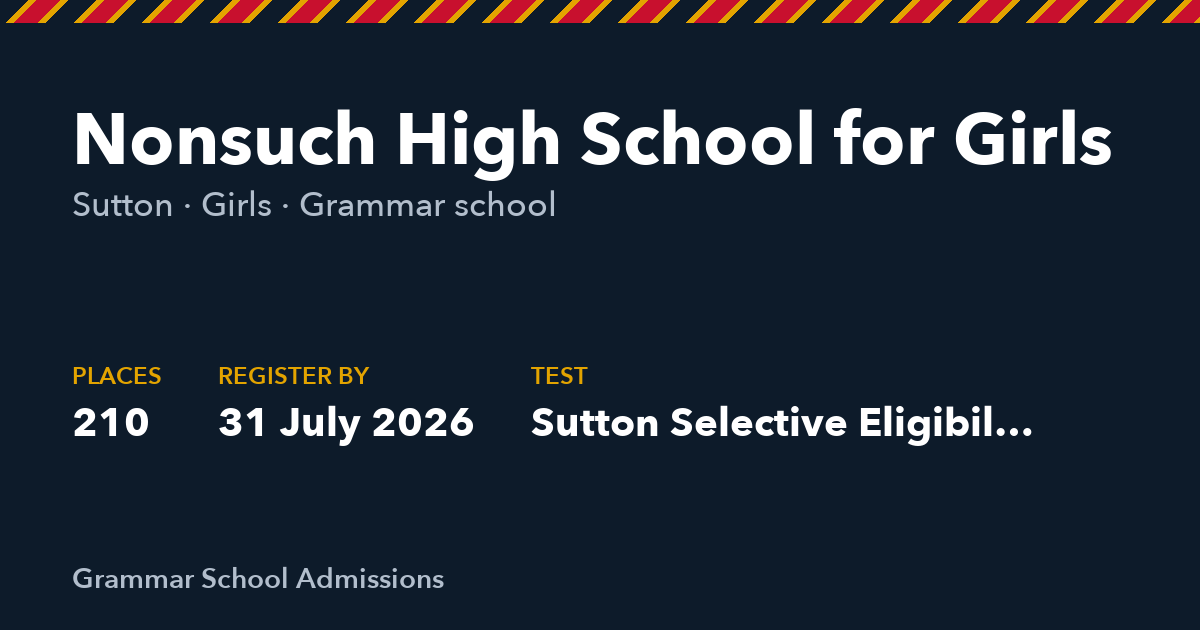 Nonsuch High School for Girls
Sutton · Girls · Grammar school
PLACES
210
REGISTER BY
31 July 2026
TEST
Sutton Selective Eligibil...
Grammar School Admissions